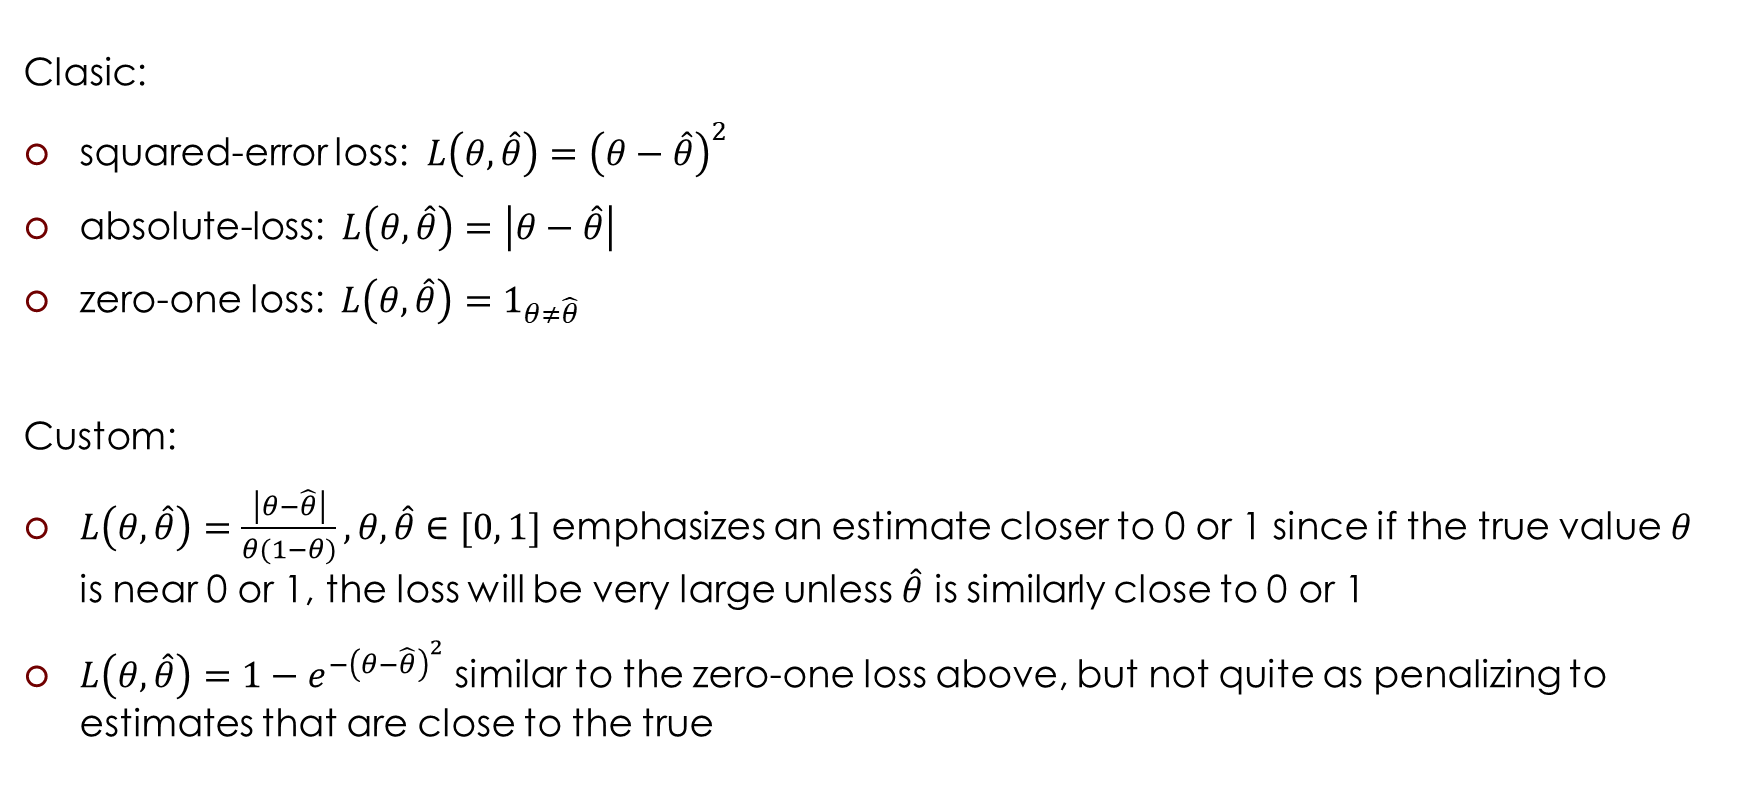 Clasic:
○ squared-error loss: L(θ, θ̂) = (θ − θ̂)²
○ absolute-loss: L(θ, θ̂) = |θ − θ̂|
○ zero-one loss: L(θ, θ̂) = 1_{θ≠θ̂}
Custom:
○ L(θ, θ̂) = |θ−θ̂| / θ(1−θ), θ, θ̂ ∈ [0, 1] emphasizes an estimate closer to 0 or 1 since if the true value θ
is near 0 or 1, the loss will be very large unless θ̂ is similarly close to 0 or 1
○ L(θ, θ̂) = 1 − e^{−(θ−θ̂)²} similar to the zero-one loss above, but not quite as penalizing to
estimates that are close to the true